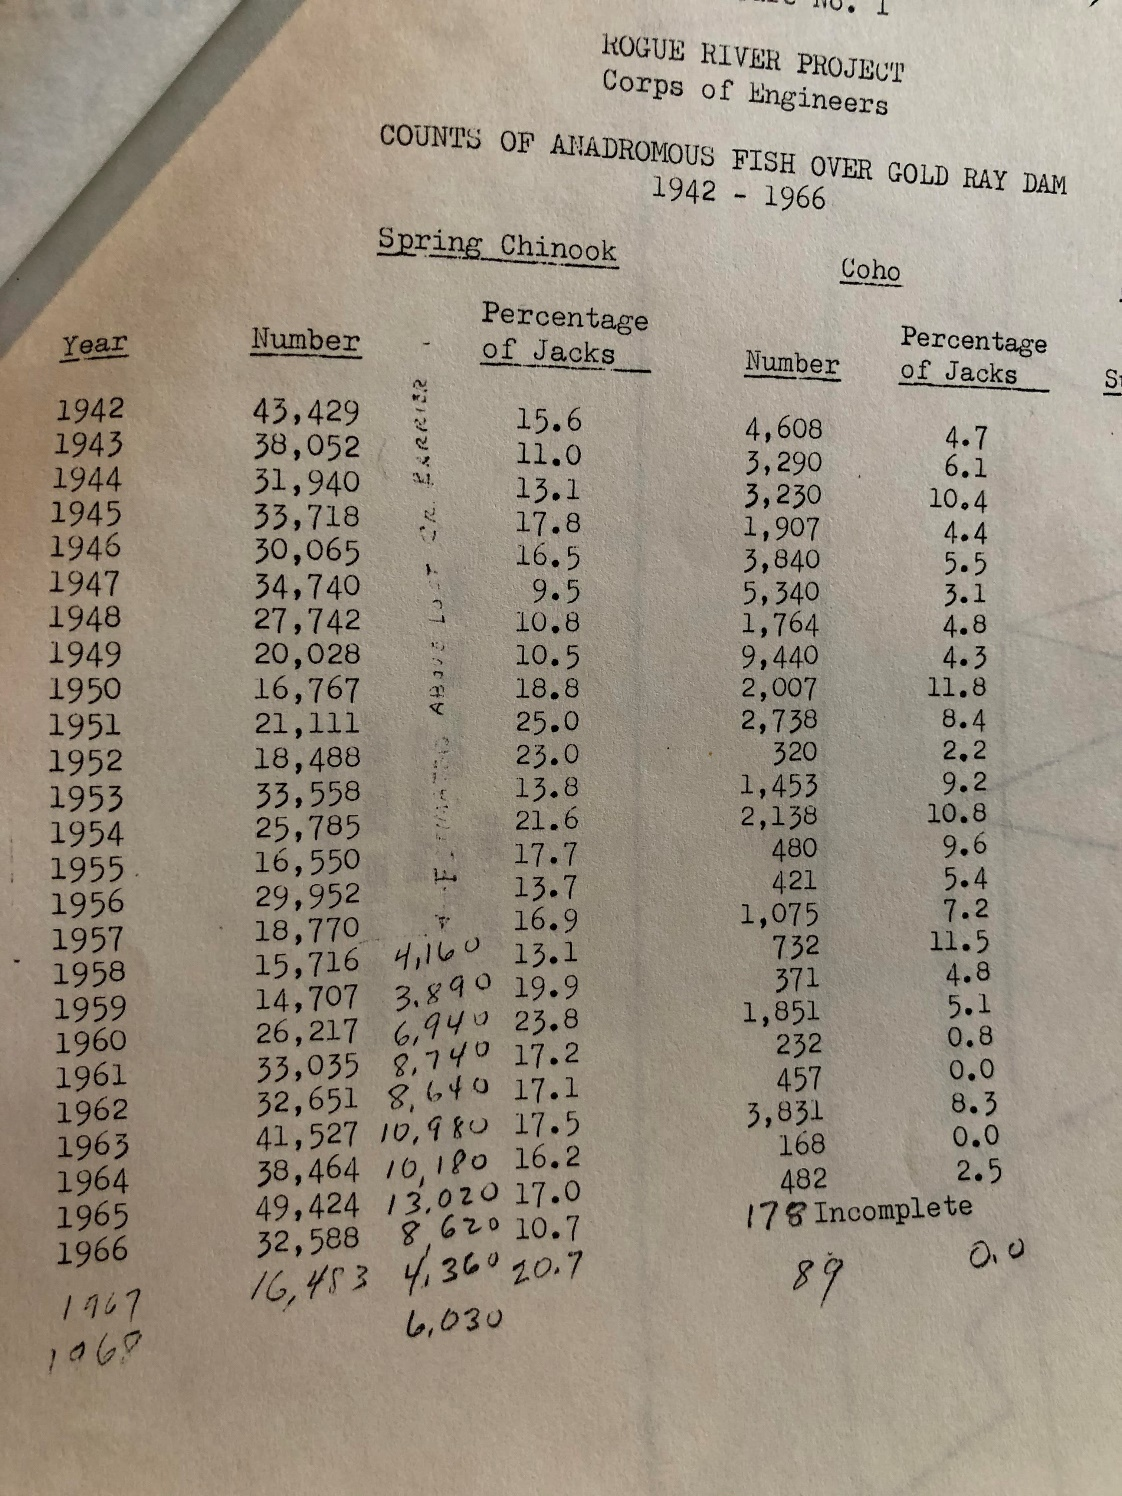 No. 1
ROGUE RIVER PROJECT
Corps of Engineers
COUNTS OF ANADROMOUS FISH OVER GOLD RAY DAM
1942 - 1966
Spring Chinook Coho
Year Number Percentage of Jacks Number Percentage of Jacks
ABOVE LOST CR. BARRIER
1942 43,429 15.6 4,608 4.7
1943 38,052 11.0 3,290 6.1
1944 31,940 13.1 3,230 10.4
1945 33,718 17.8 1,907 4.4
1946 30,065 16.5 3,840 5.5
1947 34,740 9.5 5,340 3.1
1948 27,742 10.8 1,764 4.8
1949 20,028 10.5 9,440 4.3
1950 16,767 18.8 2,007 11.8
1951 21,111 25.0 2,738 8.4
1952 18,488 23.0 320 2.2
1953 33,558 13.8 1,453 9.2
1954 25,785 21.6 2,138 10.8
1955 16,550 17.7 480 9.6
1956 29,952 13.7 421 5.4
1957 18,770 16.9 1,075 7.2
1958 15,716 4,160 13.1 732 11.5
1959 14,707 3,890 19.9 371 4.8
1960 26,217 6,940 23.8 1,851 5.1
1961 33,035 8,740 17.2 232 0.8
1962 32,651 8,640 17.1 457 0.0
1963 41,527 10,980 17.5 3,831 8.3
1964 38,464 10,180 16.2 168 0.0
1965 49,424 13,020 17.0 482 2.5
1966 32,588 8,620 10.7 178 Incomplete
1967 16,483 4,360 20.7 89 0.0
1968 6,030